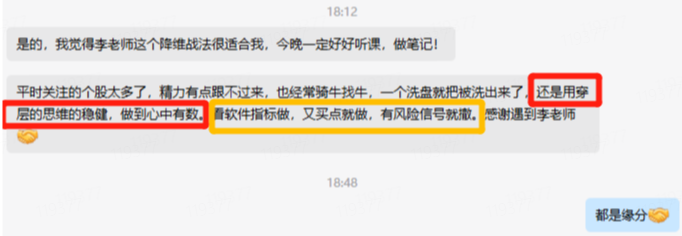 18:12
是的，我觉得李老师这个降维战法很适合我，今晚一定好好听课，做笔记！
平时关注的个股太多了，精力有点跟不过来，也经常骑牛找牛，一个洗盘就把被洗出来了，还是用穿
层的思维的稳健，做到心中有数。看软件指标做，又买点就做，有风险信号就撤。感谢遇到李老师
18:48
都是缘分